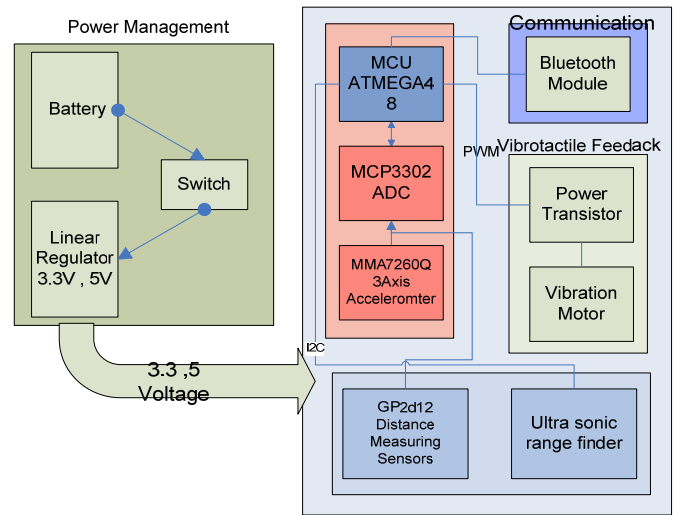 Power Management
Battery
Switch
Linear
Regulator
3.3V , 5V
3.3 ,5
Voltage
MCU
ATMEGA4
8
MCP3302
ADC
MMA7260Q
3Axis
Acceleromter
I2C
PWM
Communication
Bluetooth
Module
Vibrotactile Feedack
Power
Transistor
Vibration
Motor
GP2d12
Distance
Measuring
Sensors
Ultra sonic
range finder